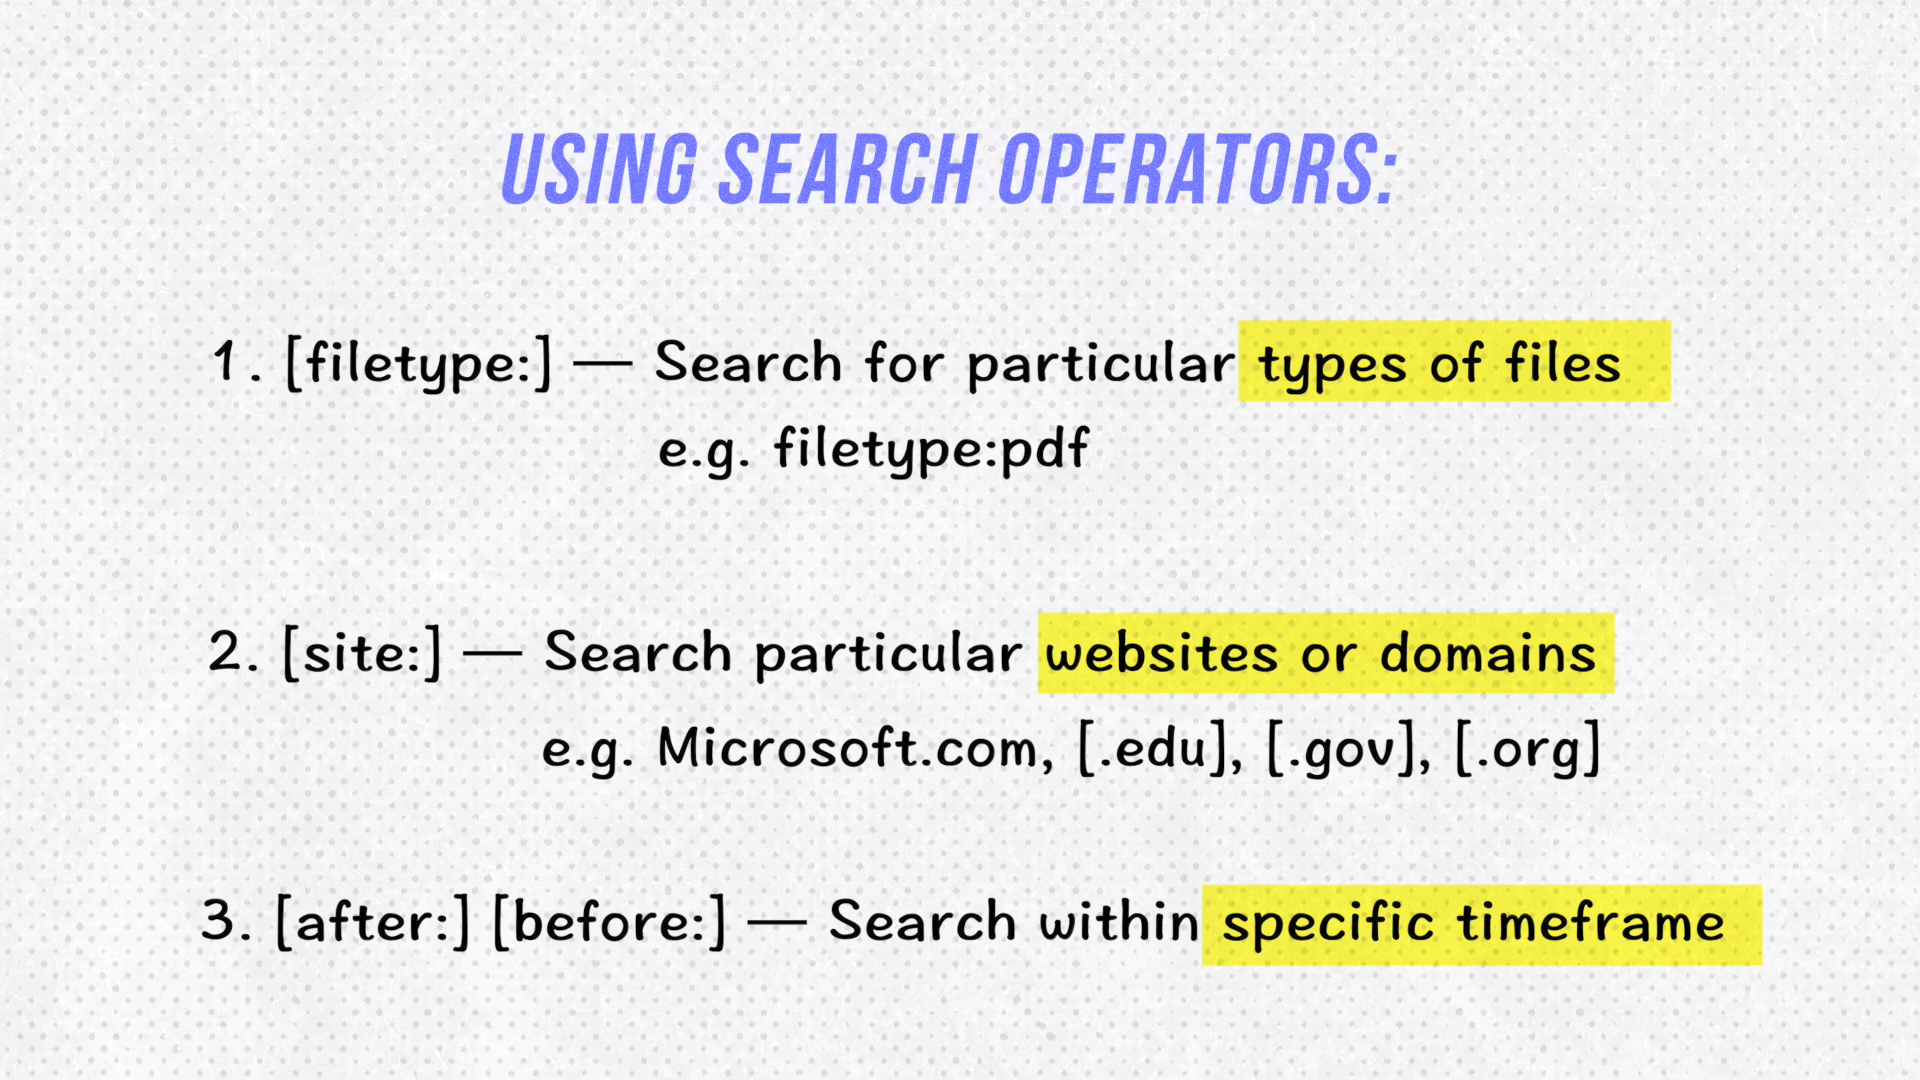 USING SEARCH OPERATORS:
1. [filetype:] — Search for particular types of files
e.g. filetype:pdf
2. [site:] — Search particular websites or domains
e.g. Microsoft.com, [.edu], [.gov], [.org]
3. [after:] [before:] — Search within specific timeframe